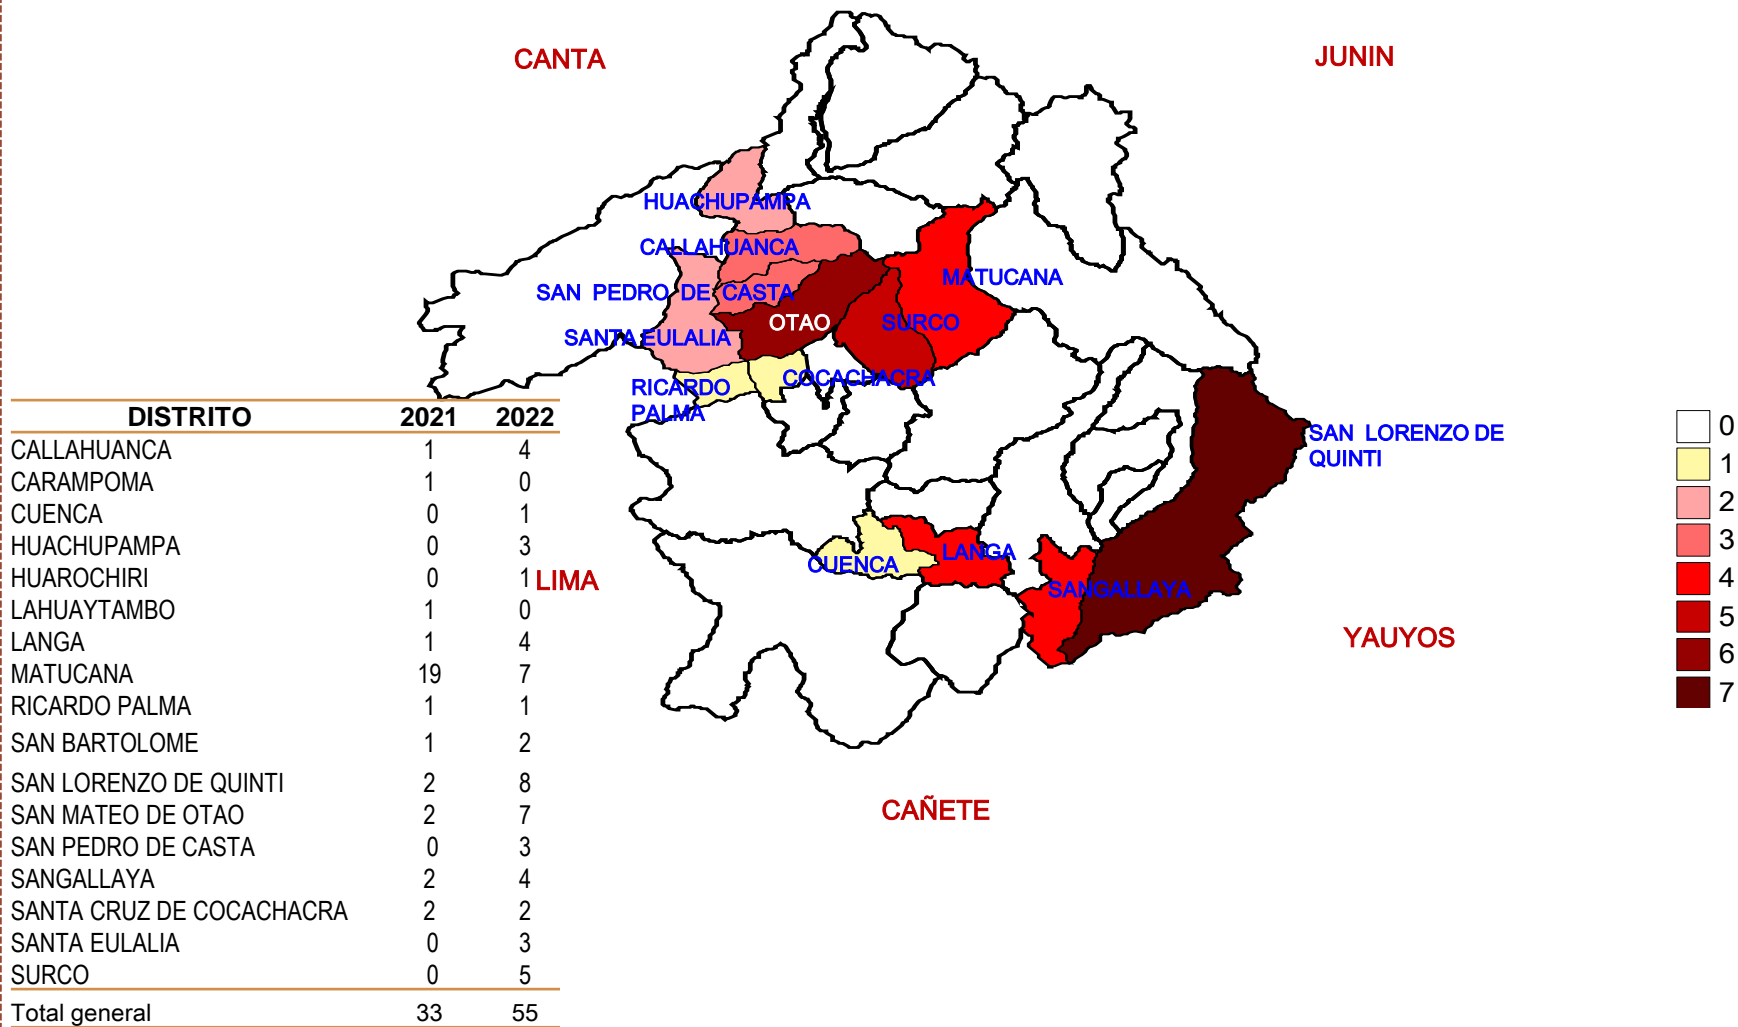 CANTA
JUNIN
HUACHUPAMPA
CALLAHUANCA
MATUCANA
SAN PEDRO DE CASTA
OTAO
SURCO
SANTA EULALIA
COCACHACRA
RICARDO
PALMA
SAN LORENZO DE
QUINTI
LANGA
CUENCA
LIMA
SANGALLAYA
YAUYOS
CAÑETE
DISTRITO 2021 2022
CALLAHUANCA 1 4
CARAMPOMA 1 0
CUENCA 0 1
HUACHUPAMPA 0 3
HUAROCHIRI 0 1
LAHUAYTAMBO 1 0
LANGA 1 4
MATUCANA 19 7
RICARDO PALMA 1 1
SAN BARTOLOME 1 2
SAN LORENZO DE QUINTI 2 8
SAN MATEO DE OTAO 2 7
SAN PEDRO DE CASTA 0 3
SANGALLAYA 2 4
SANTA CRUZ DE COCACHACRA 2 2
SANTA EULALIA 0 3
SURCO 0 5
Total general 33 55
0
1
2
3
4
5
6
7